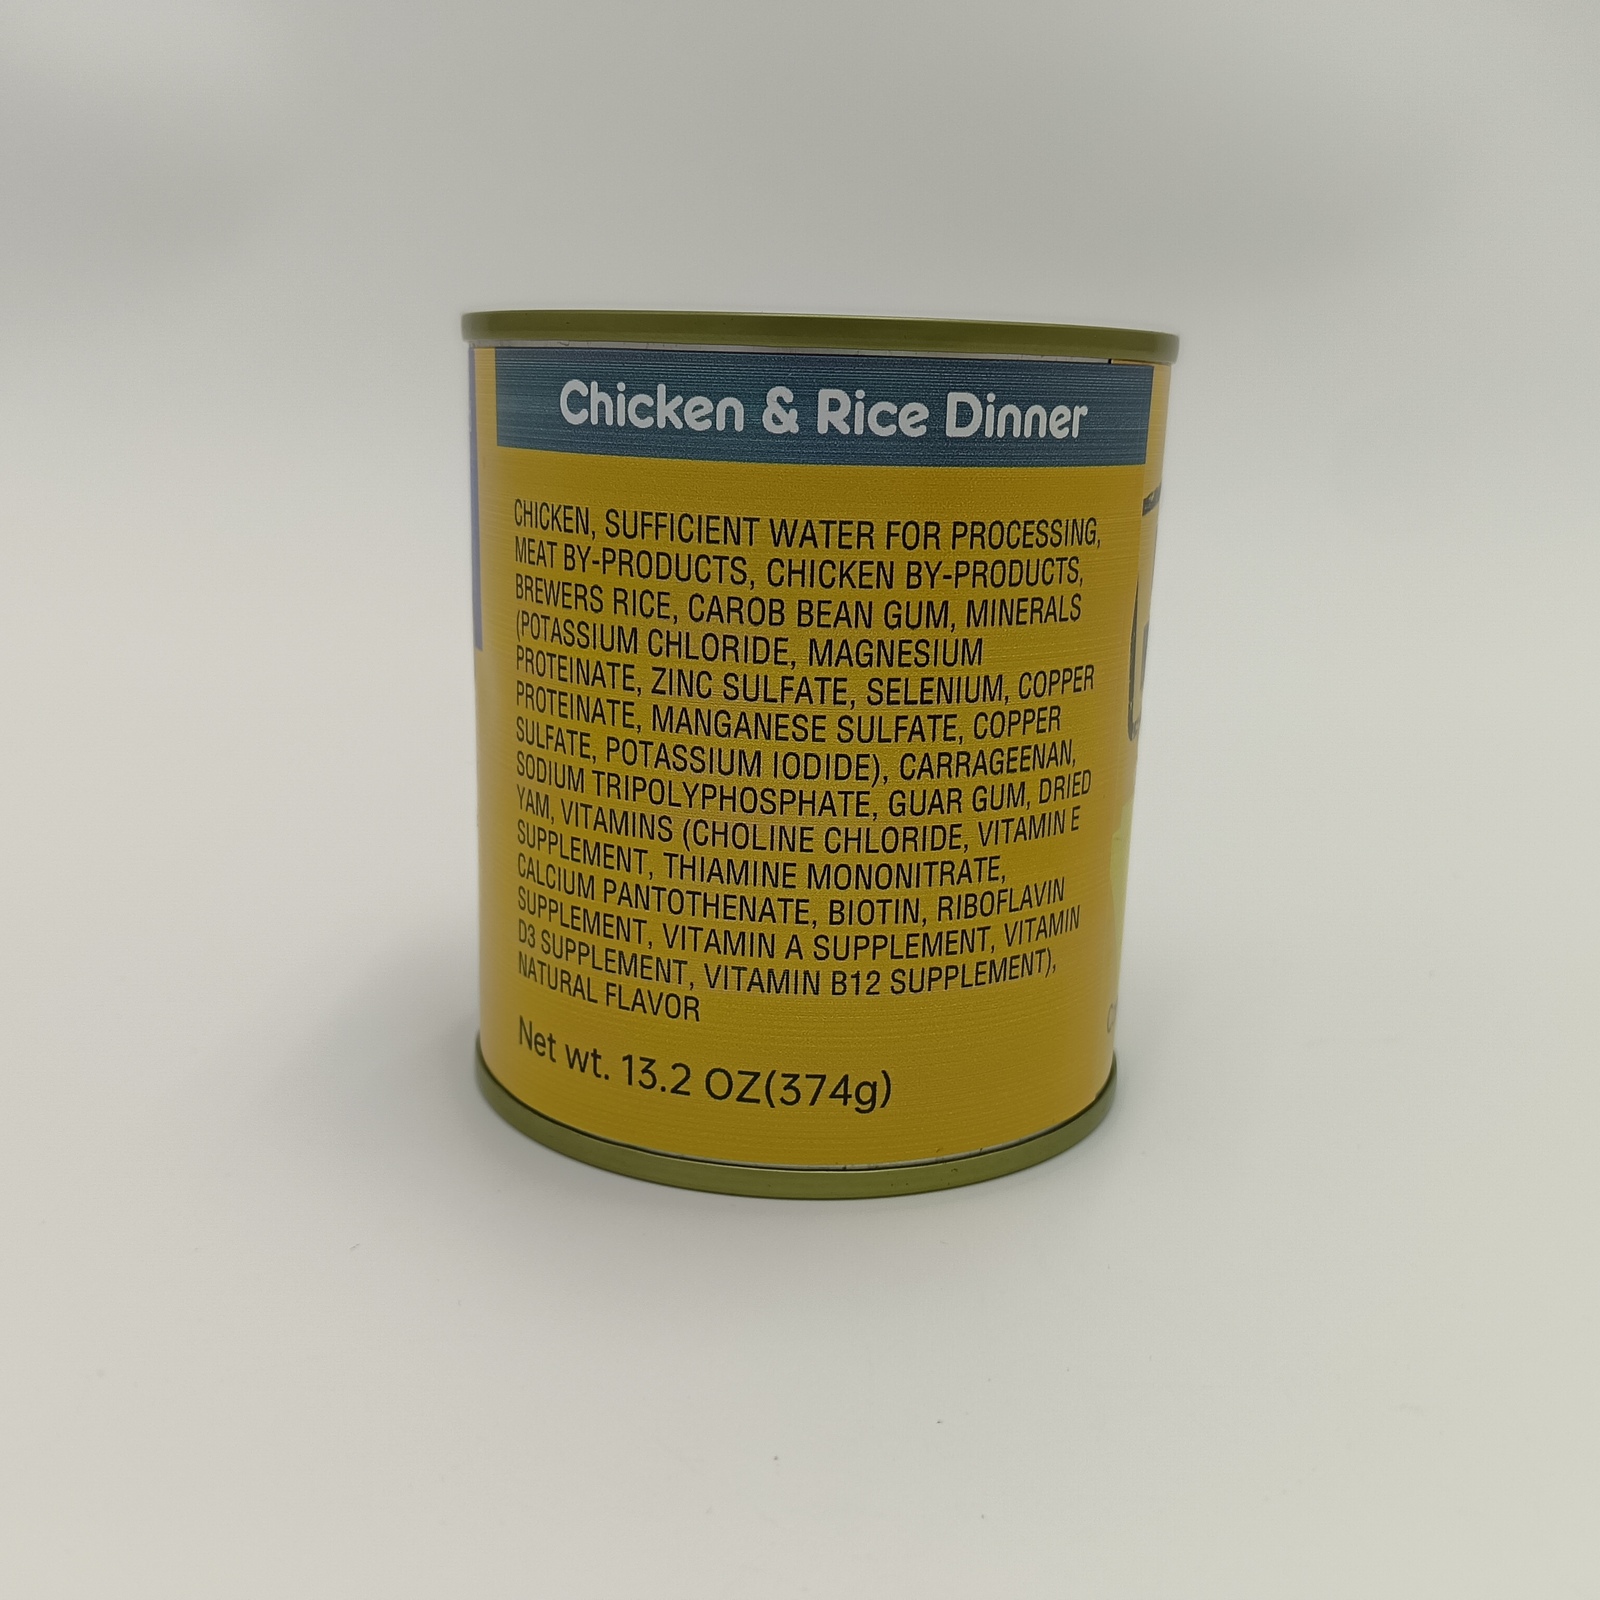 Chicken & Rice Dinner
CHICKEN, SUFFICIENT WATER FOR PROCESSING,
MEAT BY-PRODUCTS, CHICKEN BY-PRODUCTS,
BREWERS RICE, CAROB BEAN GUM, MINERALS
(POTASSIUM CHLORIDE, MAGNESIUM
PROTEINATE, ZINC SULFATE, SELENIUM, COPPER
PROTEINATE, MANGANESE SULFATE, COPPER
SULFATE, POTASSIUM IODIDE), CARRAGEENAN,
SODIUM TRIPOLYPHOSPHATE, GUAR GUM, DRIED
YAM, VITAMINS (CHOLINE CHLORIDE, VITAMIN E
SUPPLEMENT, THIAMINE MONONITRATE,
CALCIUM PANTOTHENATE, BIOTIN, RIBOFLAVIN
SUPPLEMENT, VITAMIN A SUPPLEMENT, VITAMIN
D3 SUPPLEMENT, VITAMIN B12 SUPPLEMENT),
NATURAL FLAVOR
Net wt. 13.2 OZ(374g)